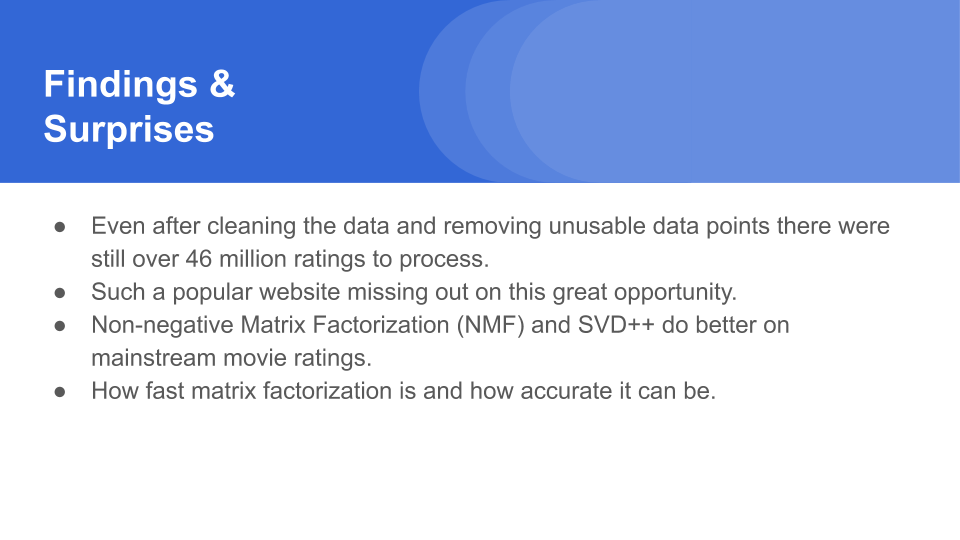 Findings &
Surprises
● Even after cleaning the data and removing unusable data points there were
still over 46 million ratings to process.
● Such a popular website missing out on this great opportunity.
● Non-negative Matrix Factorization (NMF) and SVD++ do better on
mainstream movie ratings.
● How fast matrix factorization is and how accurate it can be.